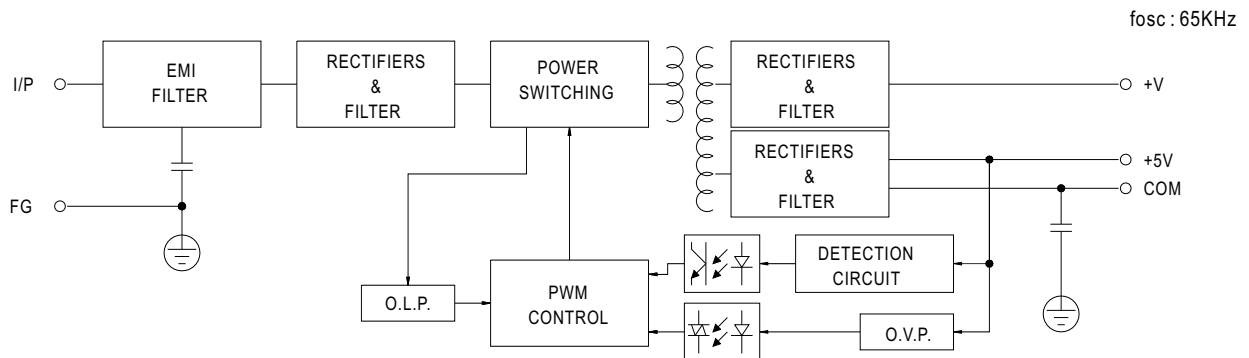 fosc : 65KHz
I/P
EMI
FILTER
RECTIFIERS
&
FILTER
POWER
SWITCHING
RECTIFIERS
&
FILTER
+V
RECTIFIERS
&
FILTER
+5V
COM
FG
DETECTION
CIRCUIT
O.L.P.
PWM
CONTROL
O.V.P.